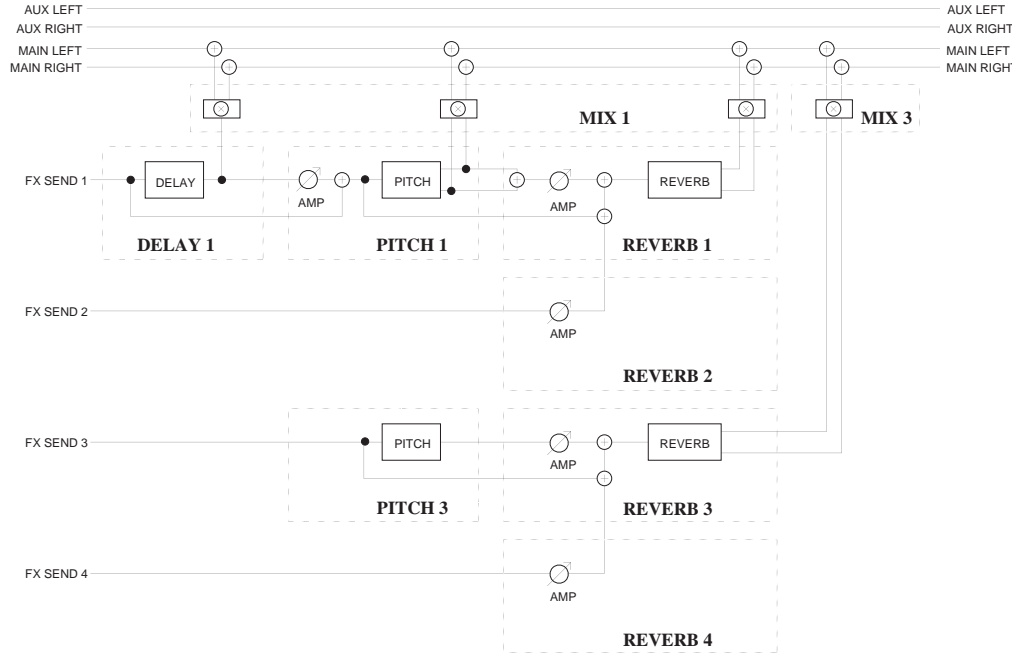 AUX LEFT AUX LEFT
AUX RIGHT AUX RIGHT
MAIN LEFT MAIN LEFT
MAIN RIGHT MAIN RIGHT
MIX 1 MIX 3
FX SEND 1 DELAY PITCH REVERB
AMP AMP
DELAY 1 PITCH 1 REVERB 1
FX SEND 2
AMP
REVERB 2
FX SEND 3 PITCH REVERB
AMP
PITCH 3 REVERB 3
FX SEND 4
AMP
REVERB 4